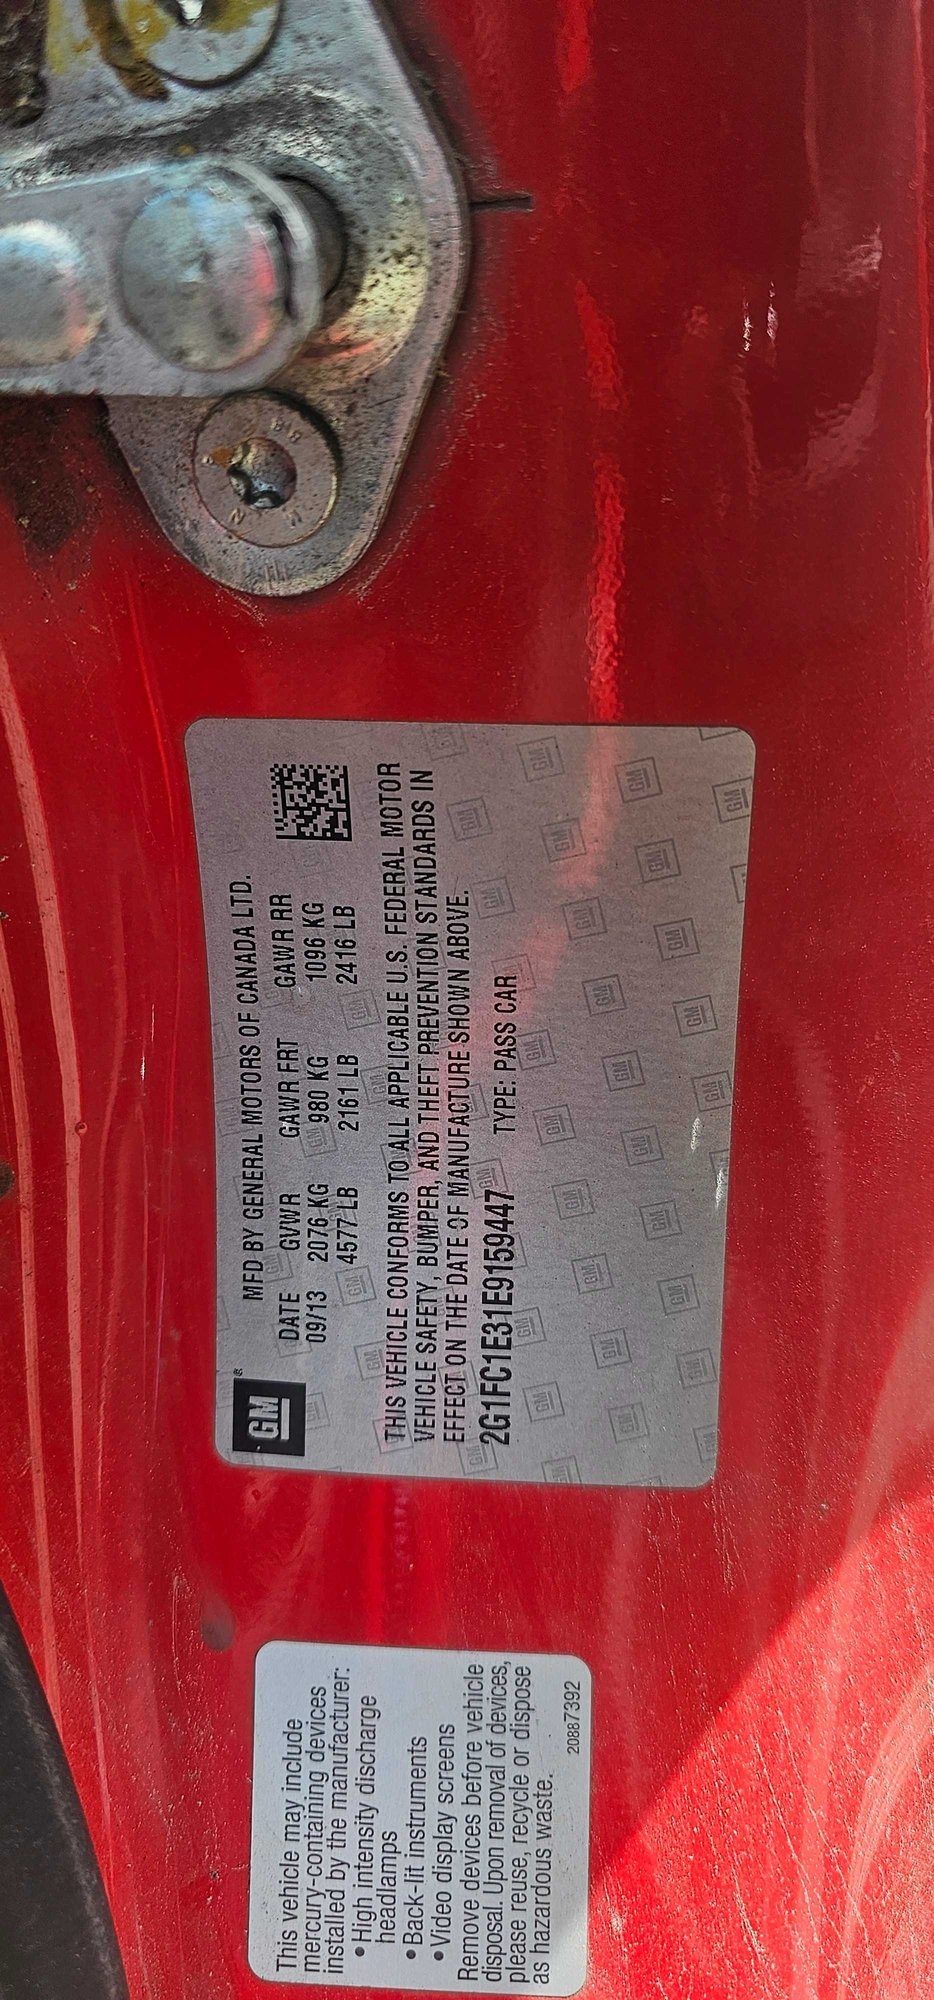 GM
MFD BY GENERAL MOTORS OF CANADA LTD.
DATE GVWR GAWR FRT GAWR RR
09/13 2076 KG 980 KG 1096 KG
4577 LB 2161 LB 2416 LB
THIS VEHICLE CONFORMS TO ALL APPLICABLE U.S. FEDERAL MOTOR
VEHICLE SAFETY, BUMPER, AND THEFT PREVENTION STANDARDS IN
EFFECT ON THE DATE OF MANUFACTURE SHOWN ABOVE.
2G1FC1E31E9159447 TYPE: PASS CAR
This vehicle may include
mercury-containing devices
installed by the manufacturer:
• High intensity discharge
headlamps
• Back-lit instruments
• Video display screens
Remove devices before vehicle
disposal. Upon removal of devices,
please reuse, recycle or dispose
as hazardous waste.
20887392